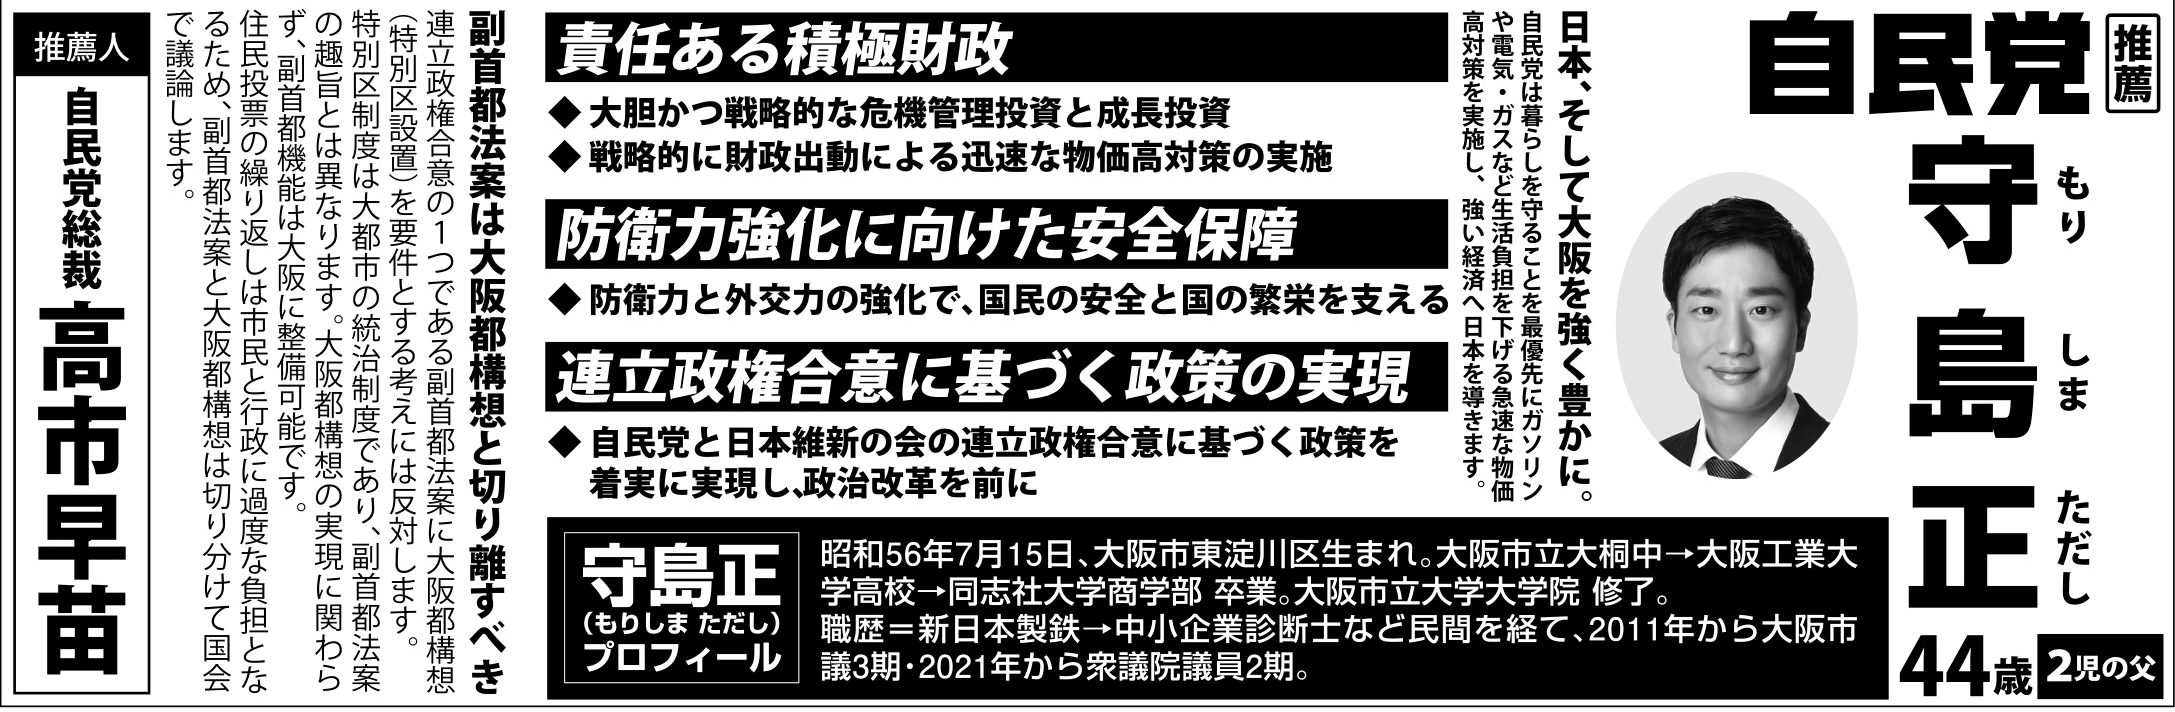 推薦
自民党
もり しま ただし
守島正
44歳
2児の父
日本、そして大阪を強く豊かに。
自民党は暮らしを守ることを最優先にガソリン
や電気・ガスなど生活負担を下げる急速な物価
高対策を実施し、強い経済へ日本を導きます。
責任ある積極財政
◆ 大胆かつ戦略的な危機管理投資と成長投資
◆ 戦略的に財政出動による迅速な物価高対策の実施
防衛力強化に向けた安全保障
◆ 防衛力と外交力の強化で、国民の安全と国の繁栄を支える
連立政権合意に基づく政策の実現
◆ 自民党と日本維新の会の連立政権合意に基づく政策を
着実に実現し、政治改革を前に
守島正
（もりしま ただし）
プロフィール
昭和56年7月15日、大阪市東淀川区生まれ。大阪市立大桐中→大阪工業大
学高校→同志社大学商学部 卒業。大阪市立大学大学院 修了。
職歴＝新日本製鉄→中小企業診断士など民間を経て、2011年から大阪市
議3期・2021年から衆議院議員2期。
副首都法案は大阪都構想と切り離すべき
連立政権合意の1つである副首都法案に大阪都構想
（特別区設置）を要件とする考えには反対します。
特別区制度は大都市の統治制度であり、副首都法案
の趣旨とは異なります。大阪都構想の実現に関わら
ず、副首都機能は大阪に整備可能です。
住民投票の繰り返しは市民と行政に過度な負担とな
るため、副首都法案と大阪都構想は切り分けて国会
で議論します。
推薦人
自民党総裁
高市早苗